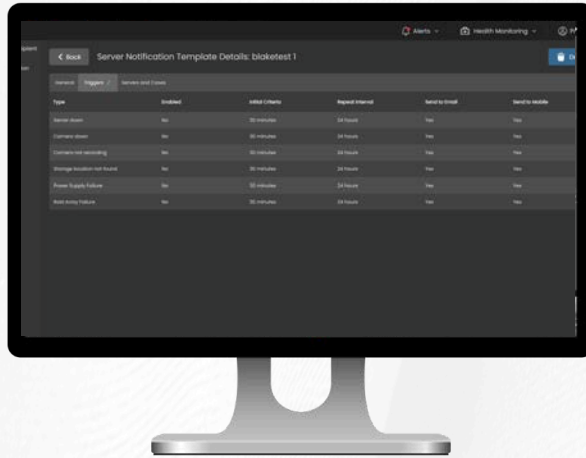 Alerts Health Monitoring
Back Server Notification Template Details: blaketest 1
General Triggers Servers and Cases
Type Enabled Initial Criteria Repeat Interval Send to Email Send to Mobile
Server down No 30 minutes 24 hours Yes Yes
Camera down No 30 minutes 24 hours Yes Yes
Camera not recording No 30 minutes 24 hours Yes Yes
Storage location not found No 30 minutes 24 hours Yes Yes
Power Supply Failure No 30 minutes 24 hours Yes Yes
Raid Array Failure No 30 minutes 24 hours Yes Yes